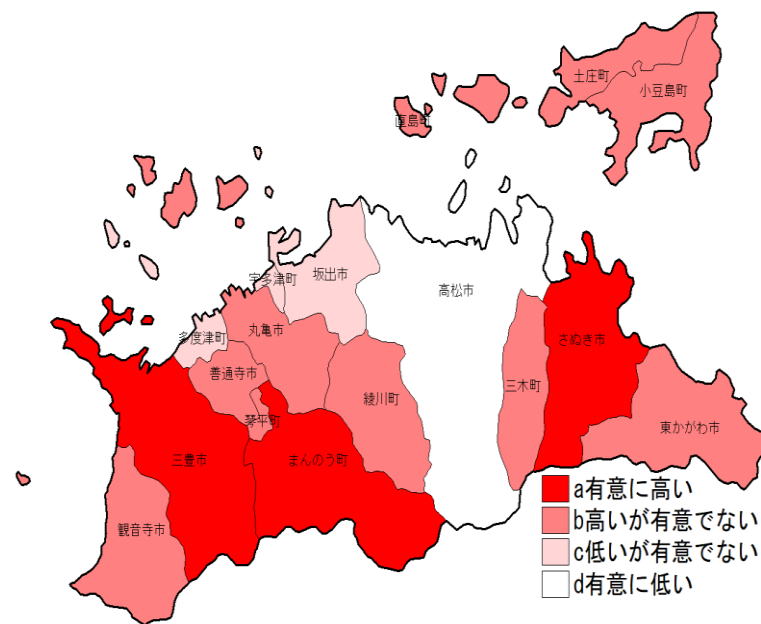 土庄町
小豆島町
直島町
宇多津町
坂出市
高松市
多度津町
丸亀市
さぬき市
善通寺市
三木町
綾川町
琴平町
東かがわ市
三豊市
まんのう町
観音寺市
a有意に高い
b高いが有意でない
c低いが有意でない
d有意に低い